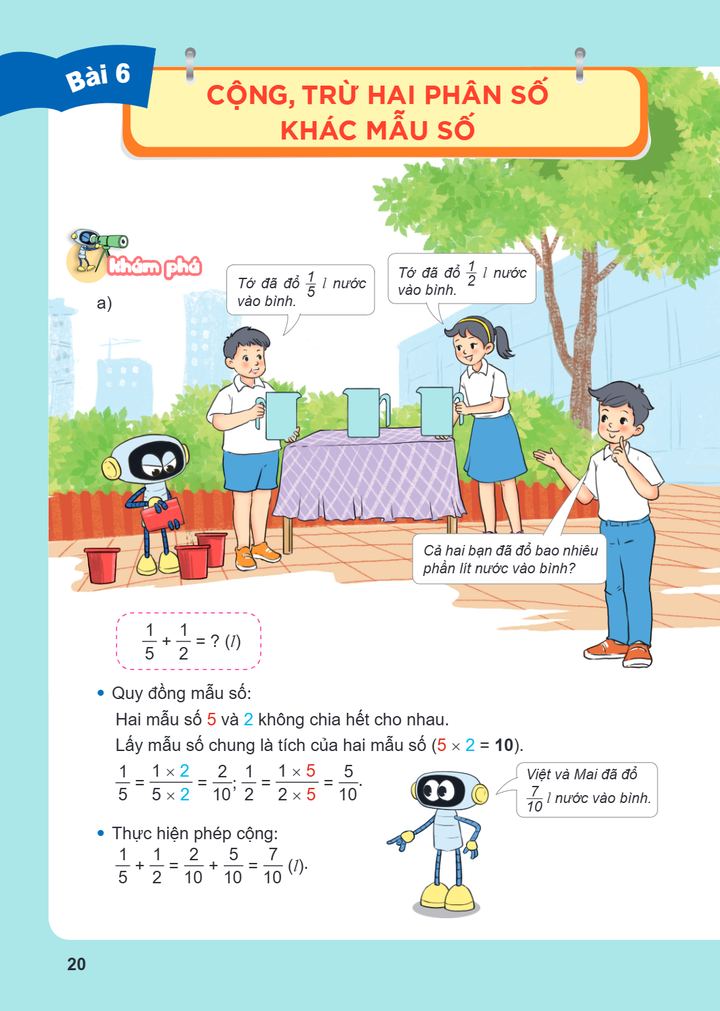 Bài 6
CỘNG, TRỪ HAI PHÂN SỐ
KHÁC MẪU SỐ
Khám phá
a)
Tớ đã đổ 1/5 l nước
vào bình.
Tớ đã đổ 1/2 l nước
vào bình.
Cả hai bạn đã đổ bao nhiêu
phần lít nước vào bình?
1/5 + 1/2 = ? (l)
• Quy đồng mẫu số:
Hai mẫu số 5 và 2 không chia hết cho nhau.
Lấy mẫu số chung là tích của hai mẫu số (5 × 2 = 10).
1/5 = (1 × 2)/(5 × 2) = 2/10; 1/2 = (1 × 5)/(2 × 5) = 5/10.
Việt và Mai đã đổ
7/10 l nước vào bình.
• Thực hiện phép cộng:
1/5 + 1/2 = 2/10 + 5/10 = 7/10 (l).
20